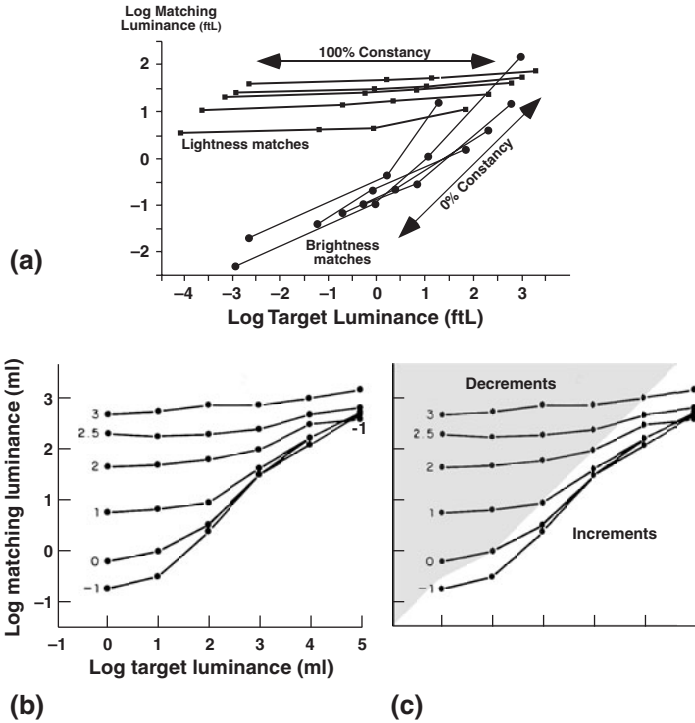 Log Matching
Luminance (ftL)
100% Constancy
2
1
0
–1
–2
Lightness matches
0% Constancy
Brightness
matches
(a)
–4 –3 –2 –1 0 1 2 3
Log Target Luminance (ftL)
Log matching luminance (ml)
3
2
1
0
–1
3
2.5
2
1
0
–1
-1
–1 0 1 2 3 4 5
Log target luminance (ml)
(b)
Decrements
Increments
3
2.5
2
1
0
–1
(c)